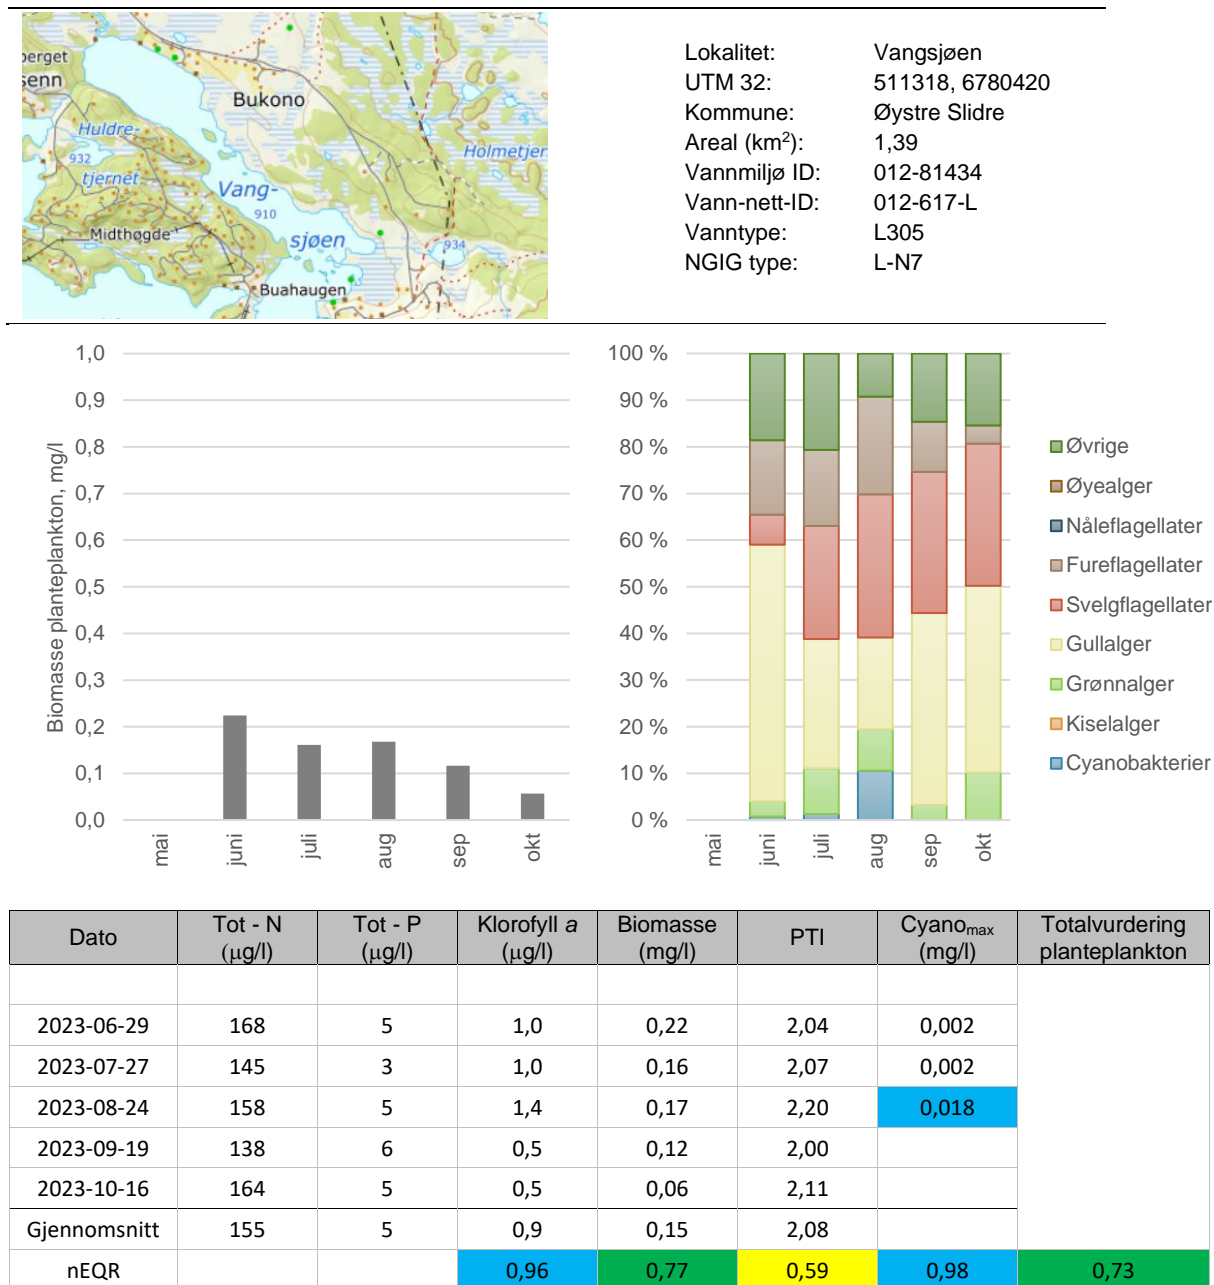 berget
senn
Bukono
Huldre-
932
tjernet
Holmetjer
Vang-
910
sjøen
934
Midthøgde
Buahaugen
Lokalitet: Vangsjøen
UTM 32: 511318, 6780420
Kommune: Øystre Slidre
Areal (km²): 1,39
Vannmiljø ID: 012-81434
Vann-nett-ID: 012-617-L
Vanntype: L305
NGIG type: L-N7
Biomasse planteplankton, mg/l
1,0
0,9
0,8
0,7
0,6
0,5
0,4
0,3
0,2
0,1
0,0
mai juni juli aug sep okt
100 %
90 %
80 %
70 %
60 %
50 %
40 %
30 %
20 %
10 %
0 %
mai juni juli aug sep okt
Øvrige
Øyealger
Nåleflagellater
Fureflagellater
Svelgflagellater
Gullalger
Grønnalger
Kiselalger
Cyanobakterier
Dato Tot - N (µg/l) Tot - P (µg/l) Klorofyll a (µg/l) Biomasse (mg/l) PTI Cyanomax (mg/l) Totalvurdering planteplankton
2023-06-29 168 5 1,0 0,22 2,04 0,002
2023-07-27 145 3 1,0 0,16 2,07 0,002
2023-08-24 158 5 1,4 0,17 2,20 0,018
2023-09-19 138 6 0,5 0,12 2,00
2023-10-16 164 5 0,5 0,06 2,11
Gjennomsnitt 155 5 0,9 0,15 2,08
nEQR 0,96 0,77 0,59 0,98 0,73